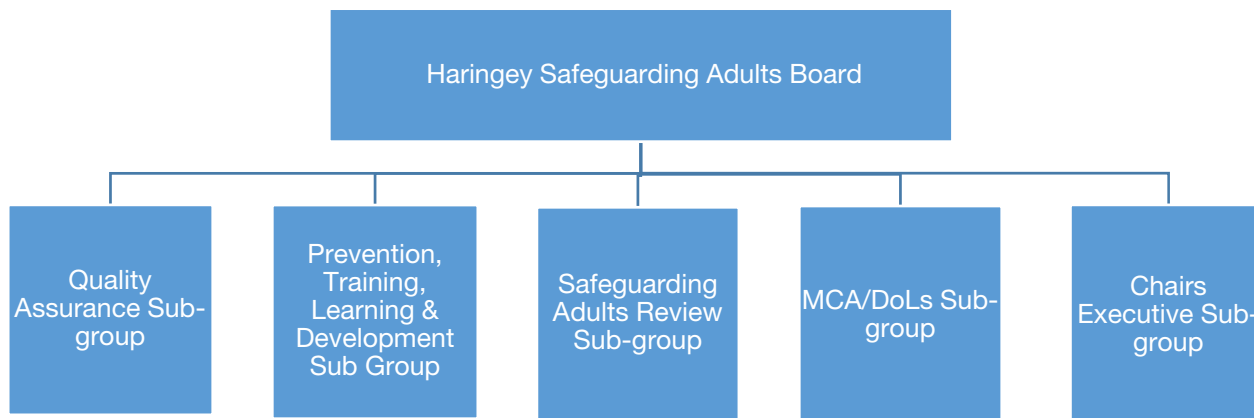 Haringey Safeguarding Adults Board
Quality
Assurance Sub-
group
Prevention,
Training,
Learning &
Development
Sub Group
Safeguarding
Adults Review
Sub-group
MCA/DoLs Sub-
group
Chairs
Executive Sub-
group